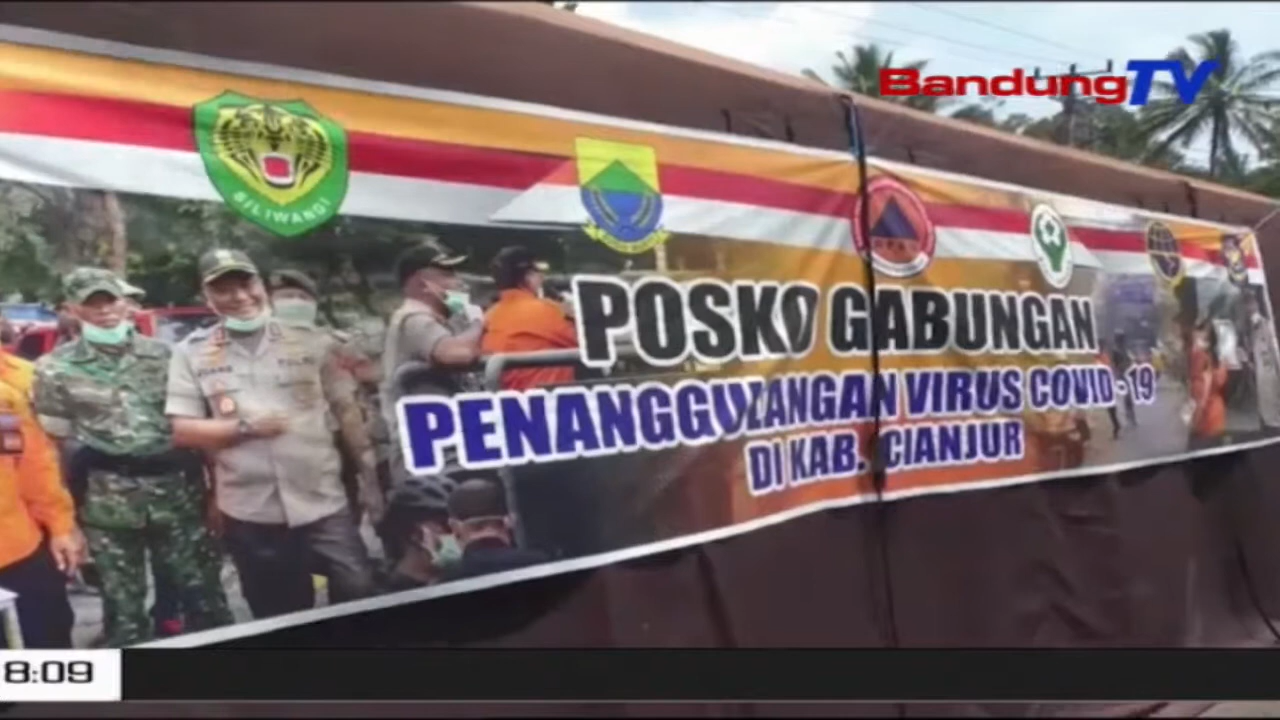 BandungTV
SILIWANGI
POSKO GABUNGAN
PENANGGULANGAN VIRUS COVID-19
DI KAB. CIANJUR
8:09